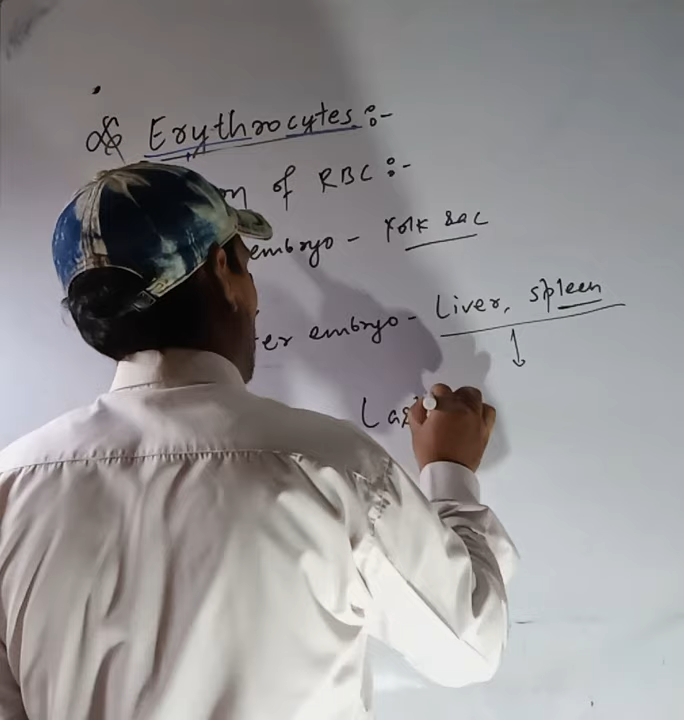 Erythrocytes :-
of RBC :-
embryo - Yolk sac
er embryo - Liver, spleen
↓
Las